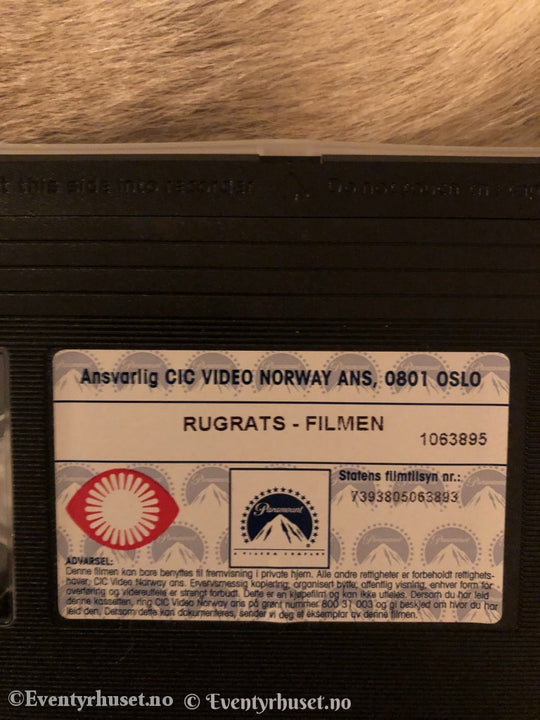 t this side into recorder
Do not touch the tape
Ansvarlig CIC VIDEO NORWAY ANS, 0801 OSLO
RUGRATS - FILMEN
1063895
Statens filmtilsyn nr.:
7393805063893
Paramount
A VIACOM COMPANY
ADVARSEL:
Denne filmen kan bare benyttes til fremvisning i private hjem. Alle andre rettigheter er forbeholdt rettighets-
haver, CIC Video Norway ans. Ervervsmessig kopiering, organisert bytte, offentlig visning, enhver form for
overføring og videreutleie er strengt forbudt. Dette er en kjøpefilm og kan ikke utleies. Dersom du har leid
denne kassetten, ring CIC Video Norway ans på grønt nummer 800 31 003 og gi beskjed om hvor du har
leid den. Dersom dette kan dokumenteres, sender vi deg et eksemplar av denne filmen.
©Eventyrhuset.no © Eventyrhuset.no